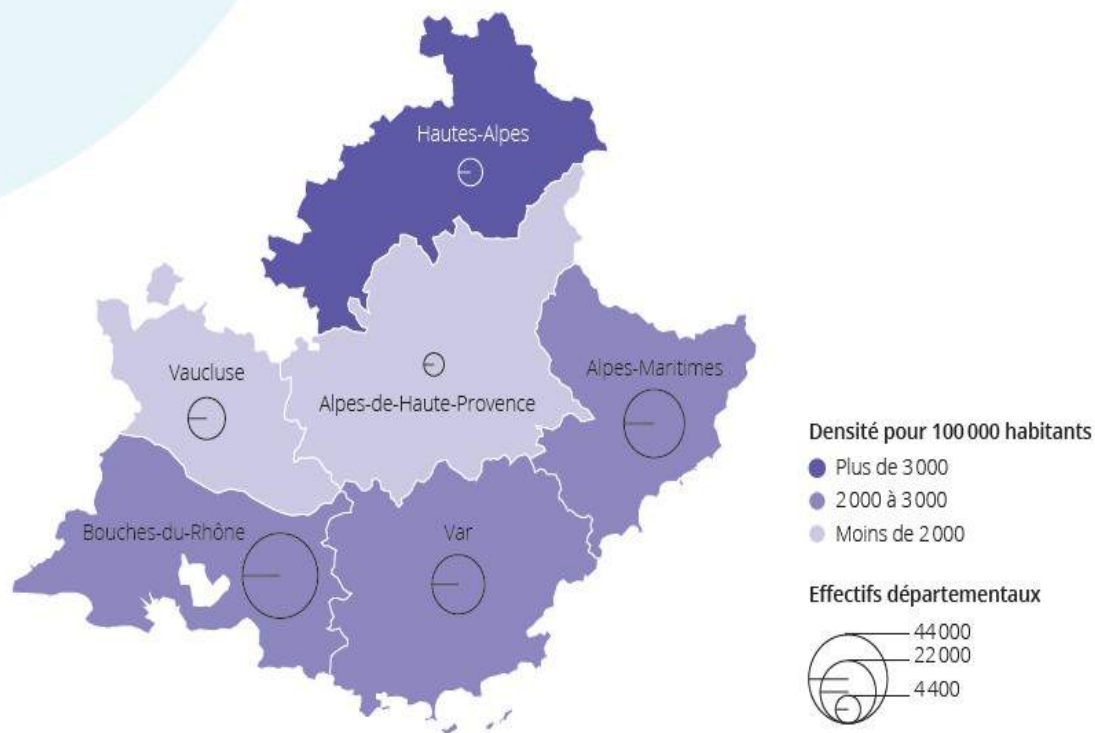 Hautes-Alpes
Vaucluse
Alpes-Maritimes
Alpes-de-Haute-Provence
Bouches-du-Rhône
Var
Densité pour 100 000 habitants
Plus de 3 000
2 000 à 3 000
Moins de 2 000
Effectifs départementaux
44 000
22 000
4 400